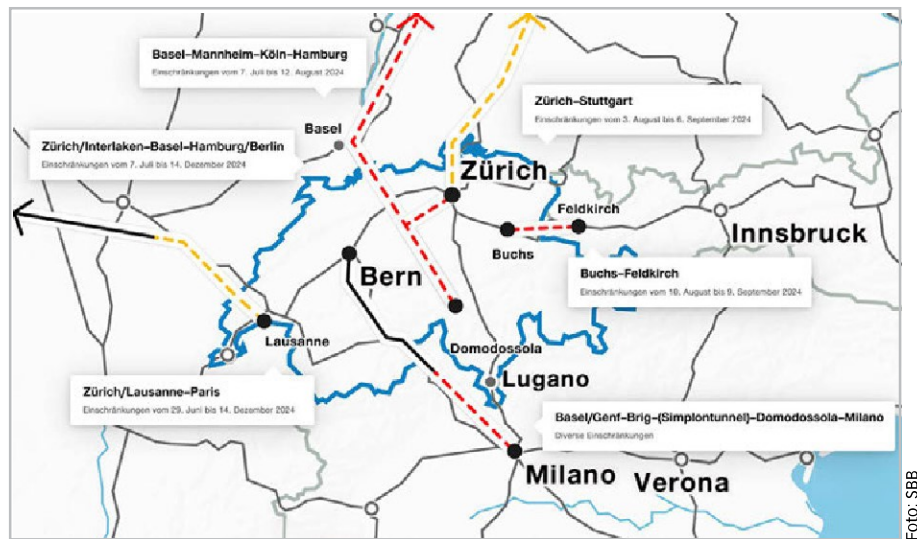 Basel–Mannheim–Köln–Hamburg
Einschränkungen vom 7. Juli bis 12. August 2024
Zürich–Stuttgart
Einschränkungen vom 3. August bis 6. September 2024
Basel
Zürich/Interlaken–Basel–Hamburg/Berlin
Einschränkungen vom 7. Juli bis 14. Dezember 2024
Zürich
Feldkirch
Innsbruck
Buchs
Bern
Buchs–Feldkirch
Einschränkungen vom 10. August bis 9. September 2024
Lausanne
Domodossola
Lugano
Zürich/Lausanne–Paris
Einschränkungen vom 29. Juni bis 14. Dezember 2024
Basel/Genf–Brig–(Simplontunnel)–Domodossola–Milano
Diverse Einschränkungen
Milano
Verona
Foto: SBB